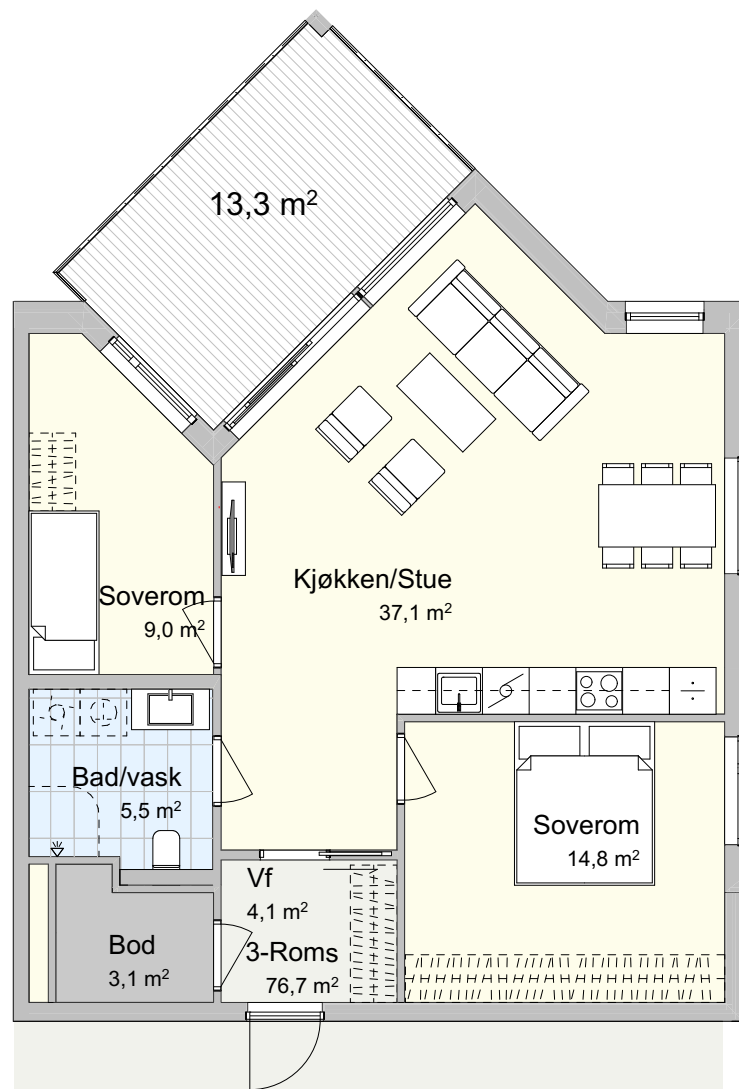 13,3 m²
Kjøkken/Stue
37,1 m²
Soverom
9,0 m²
Bad/vask
5,5 m²
Soverom
14,8 m²
Vf
4,1 m²
Bod
3,1 m²
3-Roms
76,7 m²